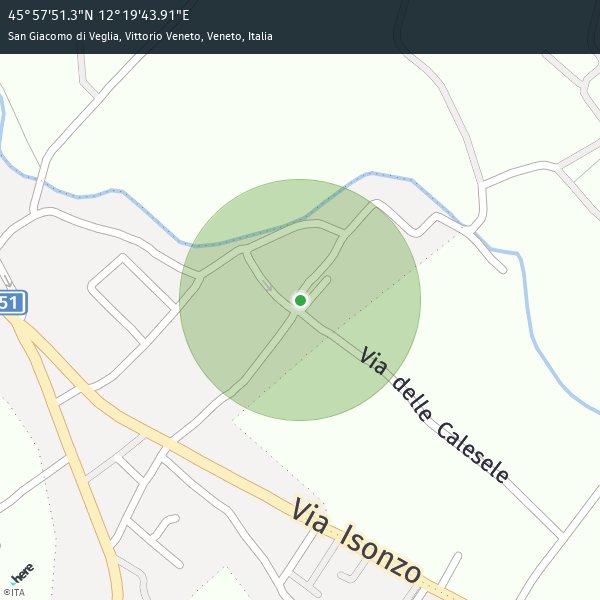 45°57'51.3"N 12°19'43.91"E
San Giacomo di Veglia, Vittorio Veneto, Veneto, Italia
51
Via delle Calesele
Via Isonzo
here
©ITA